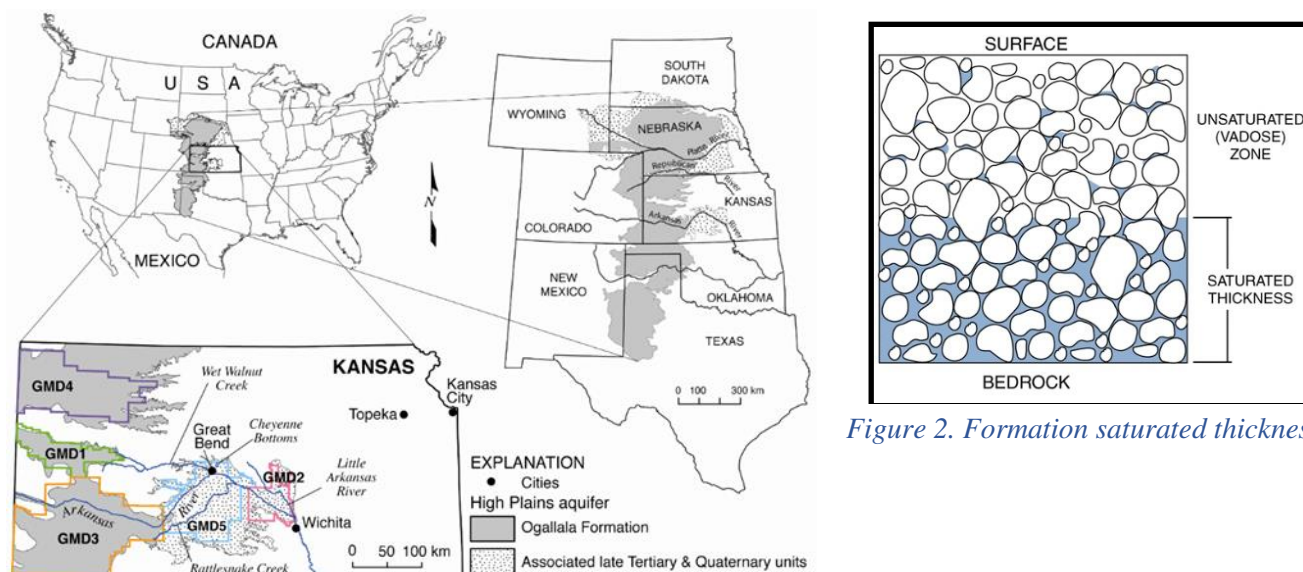 CANADA
U S A
MEXICO
N
SOUTH
DAKOTA
WYOMING
NEBRASKA
Platte River
Republican River
KANSAS
COLORADO
Arkansas River
NEW
MEXICO
OKLAHOMA
TEXAS
0 100 300 km
KANSAS
GMD4
Wet Walnut
Creek
Topeka
Kansas
City
Great
Bend
Cheyenne
Bottoms
GMD1
GMD2
Little
Arkansas
River
Arkansas River
GMD3
GMD5
Wichita
Rattlesnake Creek
0 50 100 km
EXPLANATION
Cities
High Plains aquifer
Ogallala Formation
Associated late Tertiary & Quaternary units
SURFACE
UNSATURATED
(VADOSE)
ZONE
SATURATED
THICKNESS
BEDROCK
Figure 2. Formation saturated thicknes